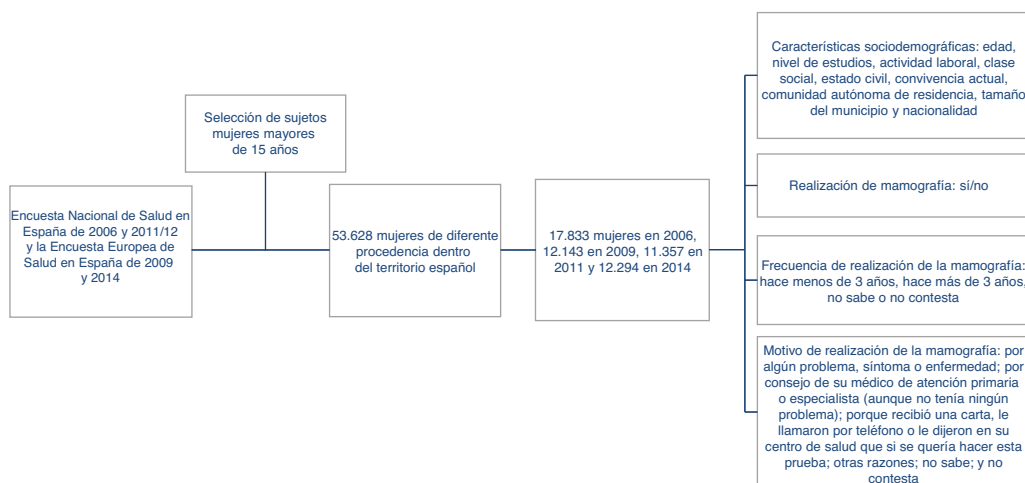 Encuesta Nacional de Salud en
España de 2006 y 2011/12
y la Encuesta Europea de
Salud en España de 2009
y 2014
Selección de sujetos
mujeres mayores
de 15 años
53.628 mujeres de diferente
procedencia dentro
del territorio español
17.833 mujeres en 2006,
12.143 en 2009, 11.357 en
2011 y 12.294 en 2014
Características sociodemográficas: edad,
nivel de estudios, actividad laboral, clase
social, estado civil, convivencia actual,
comunidad autónoma de residencia, tamaño
del municipio y nacionalidad
Realización de mamografía: sí/no
Frecuencia de realización de la mamografía:
hace menos de 3 años, hace más de 3 años,
no sabe o no contesta
Motivo de realización de la mamografía: por
algún problema, síntoma o enfermedad; por
consejo de su médico de atención primaria
o especialista (aunque no tenía ningún
problema); porque recibió una carta, le
llamaron por teléfono o le dijeron en su
centro de salud que si se quería hacer esta
prueba; otras razones; no sabe; y no
contesta